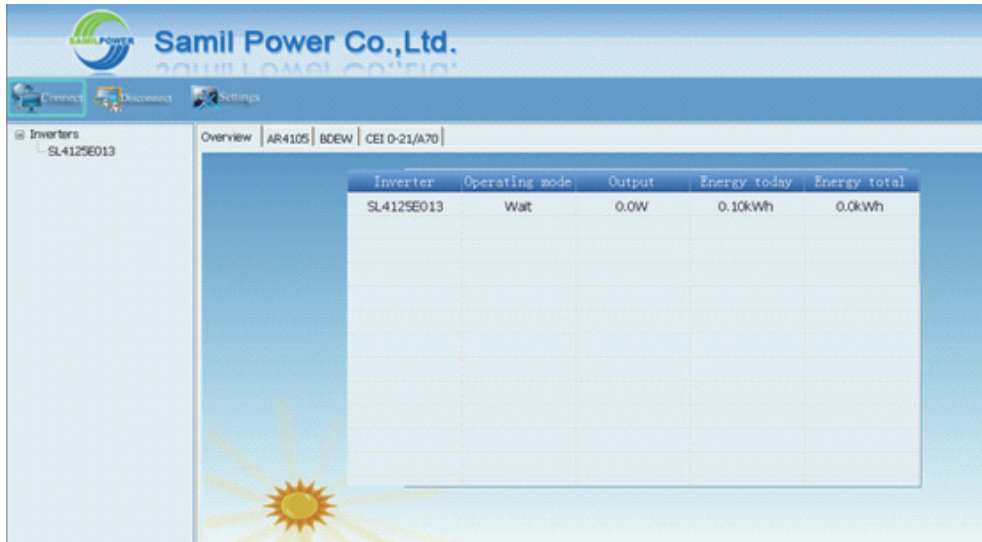 SAMILPOWER Samil Power Co.,Ltd.
Connect Disconnect Settings
Inverters
SL4125E013
Overview AR4105 BDEW CEI 0-21/A70
Inverter Operating mode Output Energy today Energy total
SL4125E013 Wait 0.0W 0.10kWh 0.0kWh